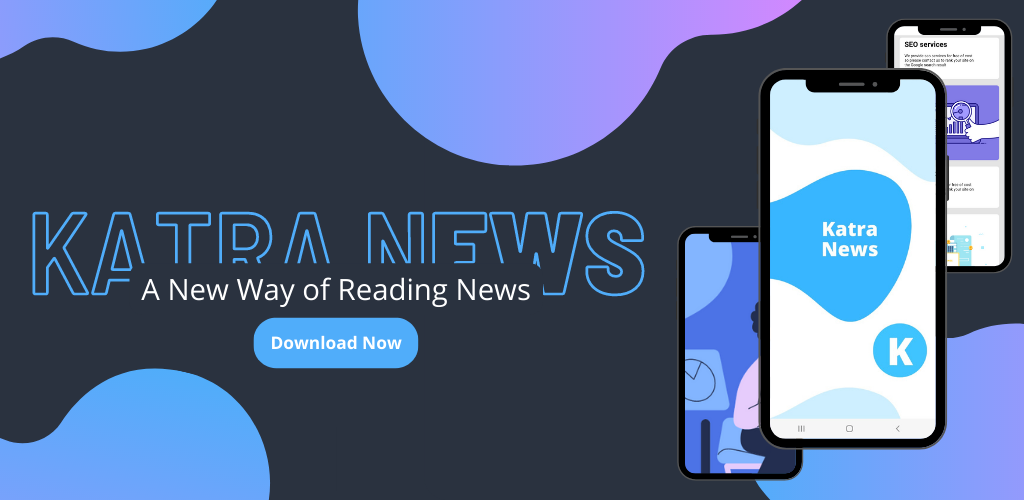 KATRA NEWS
A New Way of Reading News
Download Now
Katra
News
K
SEO services
We provide seo services for free of cost
so please contact us to rank your site on
the Google search result